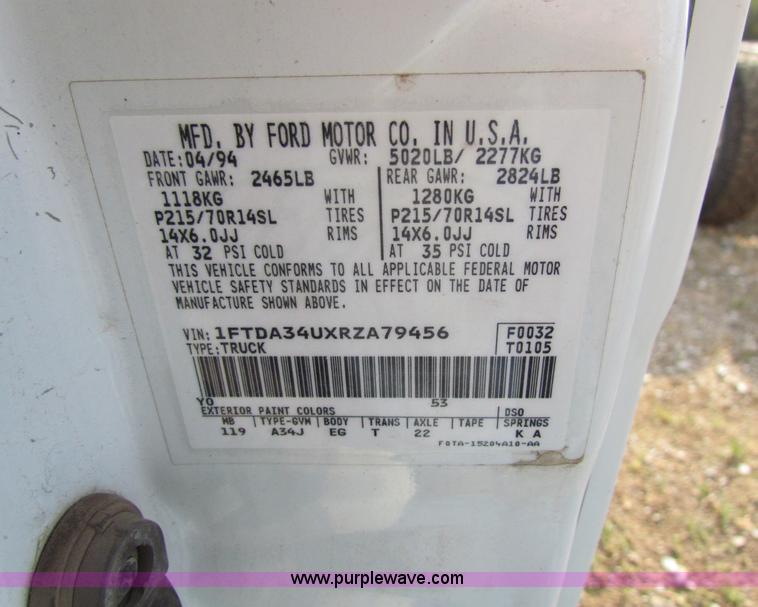 MFD. BY FORD MOTOR CO. IN U.S.A.
DATE: 04/94 GVWR: 5020LB/ 2277KG
FRONT GAWR: 2465LB REAR GAWR: 2824LB
1118KG WITH 1280KG WITH
P215/70R14SL TIRES P215/70R14SL TIRES
14X6.0JJ RIMS 14X6.0JJ RIMS
AT 32 PSI COLD AT 35 PSI COLD
THIS VEHICLE CONFORMS TO ALL APPLICABLE FEDERAL MOTOR
VEHICLE SAFETY STANDARDS IN EFFECT ON THE DATE OF
MANUFACTURE SHOWN ABOVE.
VIN: 1FTDA34UXRZA79456 F0032
TYPE: TRUCK T0105
YO 53
EXTERIOR PAINT COLORS DSO
WB TYPE-GVM BODY TRANS AXLE TAPE SPRINGS
119 A34J EG T 22 K A
F0TA-15204A10-AA
www.purplewave.com